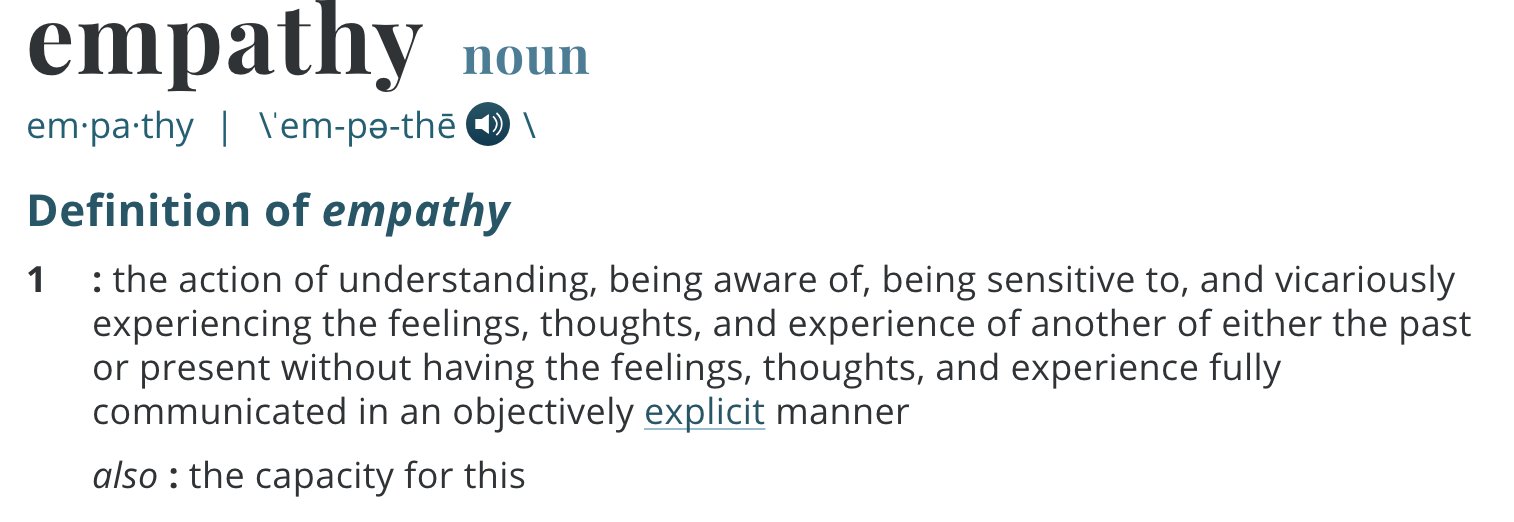 empathy noun
em·pa·thy | \ˈem-pə-thē \
Definition of empathy
1 : the action of understanding, being aware of, being sensitive to, and vicariously
experiencing the feelings, thoughts, and experience of another of either the past
or present without having the feelings, thoughts, and experience fully
communicated in an objectively explicit manner
also : the capacity for this